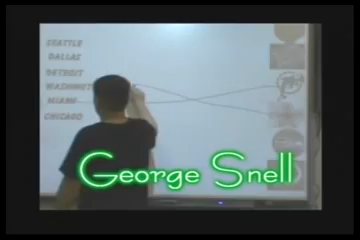 SEATTLE
DALLAS
DETROIT
WASHINGT
MIAMI
CHICAGO
George Snell